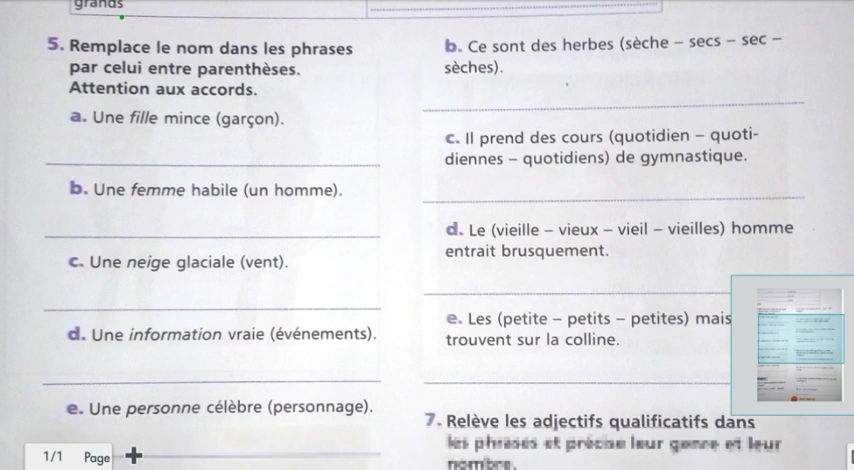 grands
5. Remplace le nom dans les phrases
par celui entre parenthèses.
Attention aux accords.
a. Une fille mince (garçon).
b. Une femme habile (un homme).
c. Une neige glaciale (vent).
d. Une information vraie (événements).
e. Une personne célèbre (personnage).
b. Ce sont des herbes (sèche – secs – sec –
sèches).
c. Il prend des cours (quotidien – quoti-
diennes – quotidiens) de gymnastique.
d. Le (vieille – vieux – vieil – vieilles) homme
entrait brusquement.
e. Les (petite – petits – petites) mais
trouvent sur la colline.
7. Relève les adjectifs qualificatifs dans
les phrases et précise leur genre et leur
nombre.
1/1 Page